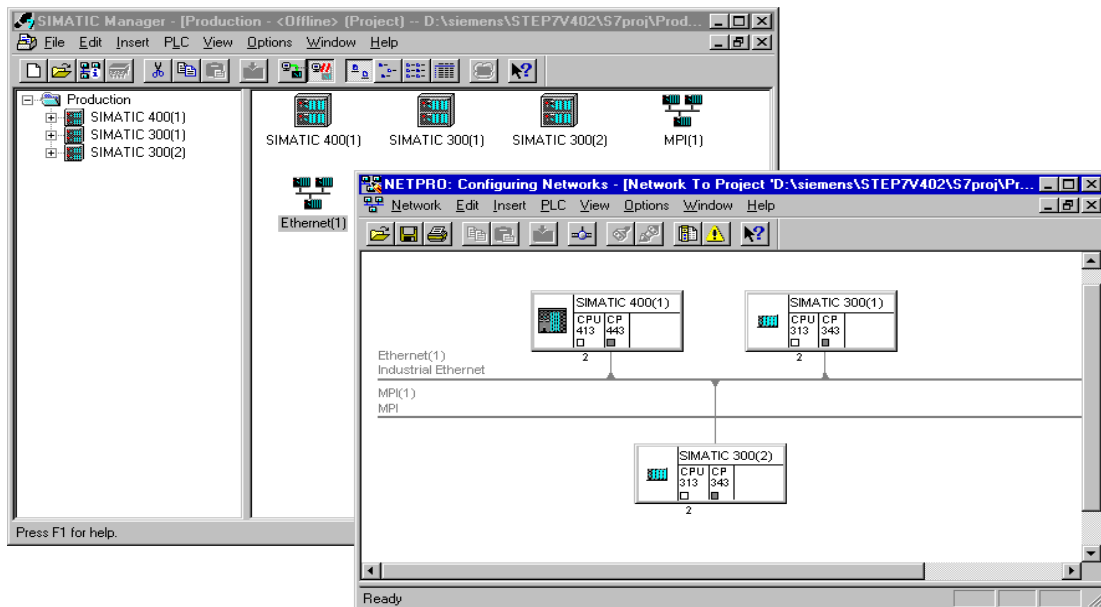 SIMATIC Manager - [Production - <Offline> (Project) -- D:\siemens\STEP7V402\S7proj\Prod...
File Edit Insert PLC View Options Window Help
Production
SIMATIC 400(1)
SIMATIC 300(1)
SIMATIC 300(2)
SIMATIC 400(1) SIMATIC 300(1) SIMATIC 300(2) MPI(1)
Ethernet(1)
Press F1 for help.
NETPRO: Configuring Networks - [Network To Project 'D:\siemens\STEP7V402\S7proj\Pr...
Network Edit Insert PLC View Options Window Help
SIMATIC 400(1)
CPU CP
413 443
2
SIMATIC 300(1)
CPU CP
313 343
2
Ethernet(1)
Industrial Ethernet
MPI(1)
MPI
SIMATIC 300(2)
CPU CP
313 343
2
Ready